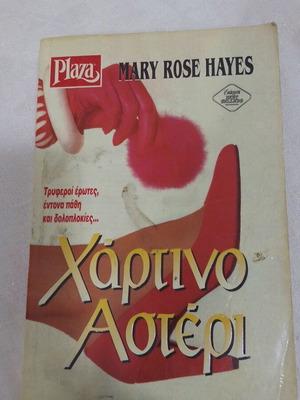 Plaza
MARY ROSE HAYES
Τρυφεροί έρωτες,
έντονα πάθη
και δολοπλοκίες...
Χάρτινο
Αστέρι